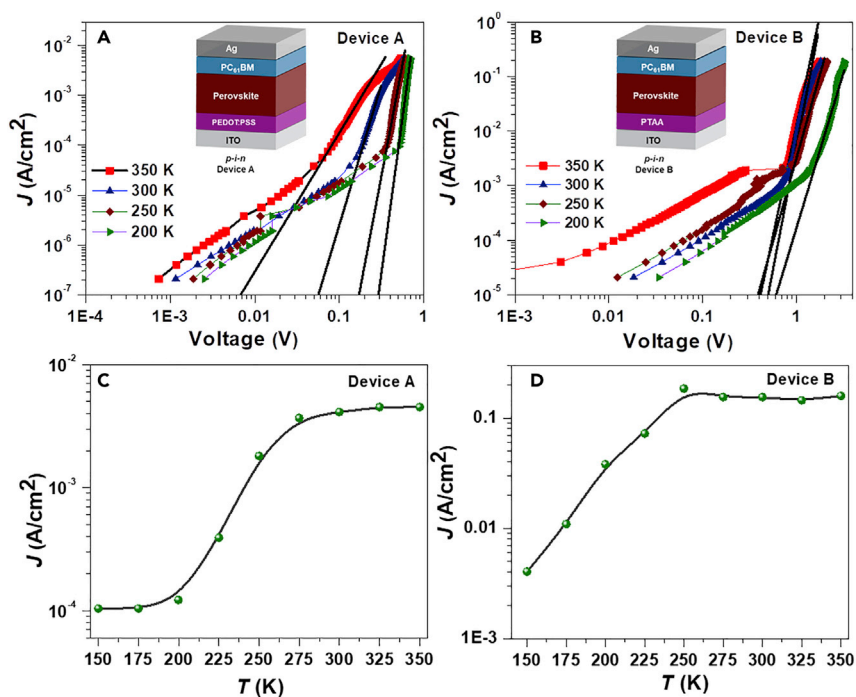 A
Device A
Ag
PC61BM
Perovskite
PEDOT:PSS
ITO
p-i-n
Device A
350 K
300 K
250 K
200 K
10-2
10-3
10-4
10-5
10-6
10-7
J (A/cm2)
1E-4
1E-3
0.01
0.1
1
Voltage (V)
B
Device B
Ag
PC61BM
Perovskite
PTAA
ITO
p-i-n
Device B
350 K
300 K
250 K
200 K
100
10-1
10-2
10-3
10-4
10-5
J (A/cm2)
1E-3
0.01
0.1
1
Voltage (V)
C
Device A
10-2
10-3
10-4
J (A/cm2)
150 175 200 225 250 275 300 325 350
T (K)
D
Device B
0.1
0.01
1E-3
J (A/cm2)
150 175 200 225 250 275 300 325 350
T (K)